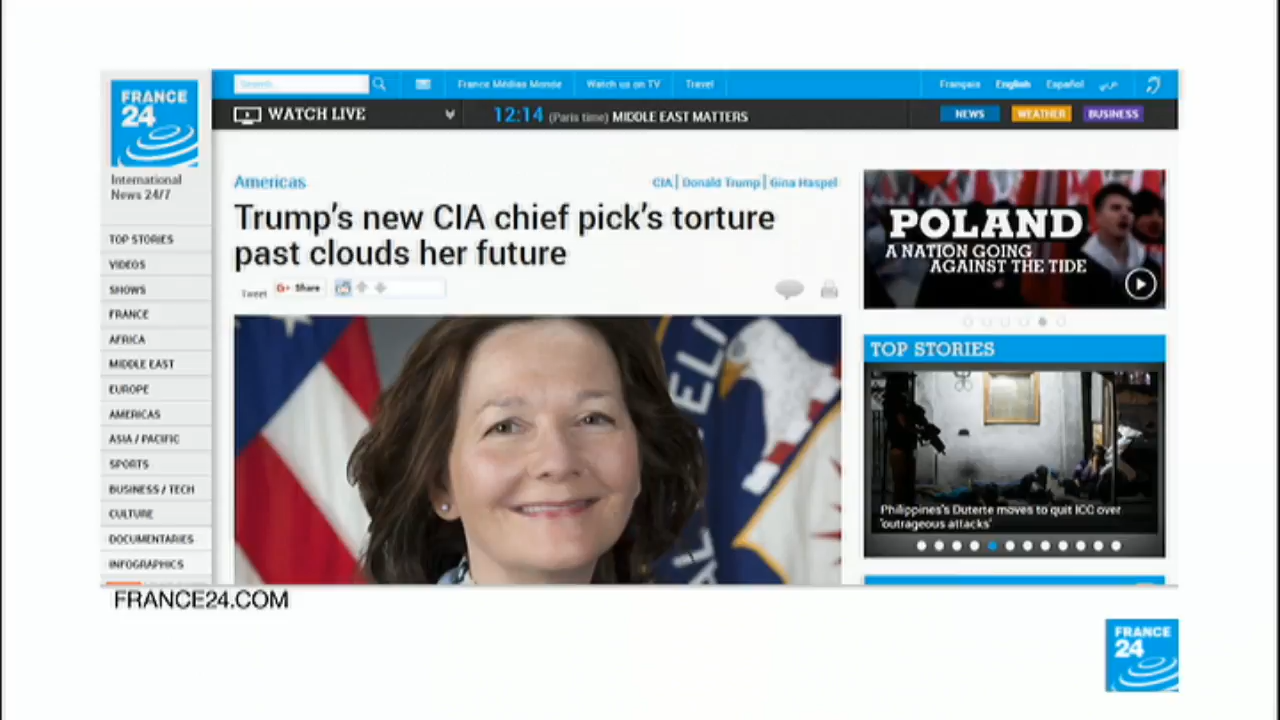 FRANCE
24
International
News 24/7
TOP STORIES
VIDEOS
SHOWS
FRANCE
AFRICA
MIDDLE EAST
EUROPE
AMERICAS
ASIA / PACIFIC
SPORTS
BUSINESS / TECH
CULTURE
DOCUMENTARIES
INFOGRAPHICS
Search
France Médias Monde
Watch us on TV
Travel
Français
English
Español
عربي
WATCH LIVE
12:14 (Paris time) MIDDLE EAST MATTERS
NEWS
WEATHER
BUSINESS
Americas
CIA | Donald Trump | Gina Haspel
Trump's new CIA chief pick's torture
past clouds her future
Tweet
G+ Share
POLAND
A NATION GOING
AGAINST THE TIDE
TOP STORIES
Philippines's Duterte moves to quit ICC over
'outrageous attacks'
FRANCE24.COM
FRANCE
24